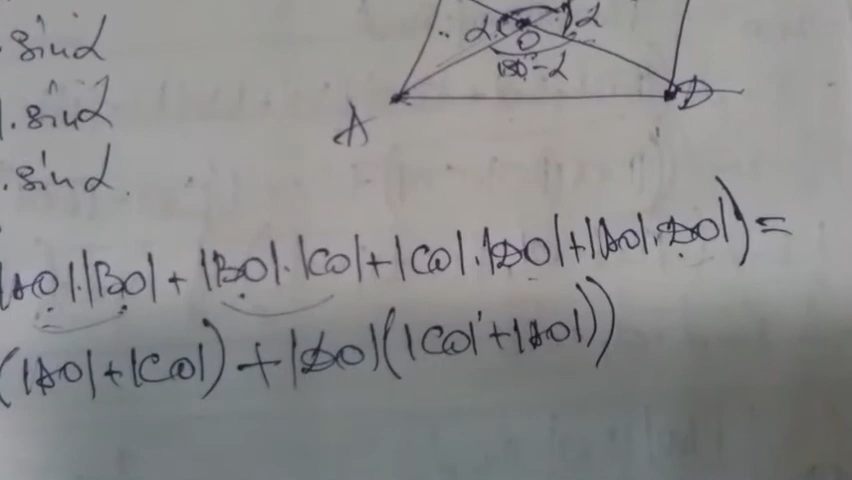 . sin α
α α
O
180°-α
|. sin α
A D
. sin α.
|AO|.|BO| + |BO|.|CO| + |CO|.|DO| + |AO|.|DO|) =
(|AO| + |CO|) + |DO|(|CO| + |AO|))